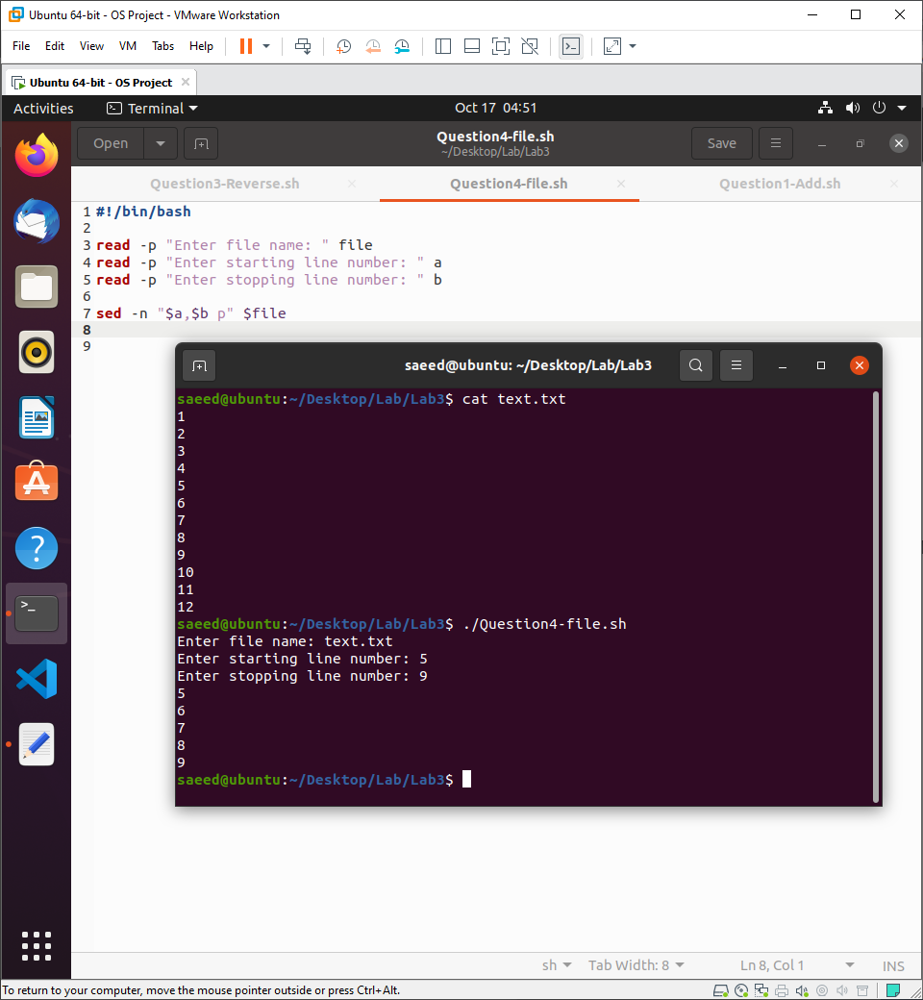 Ubuntu 64-bit - OS Project - VMware Workstation
File Edit View VM Tabs Help
Ubuntu 64-bit - OS Project
Activities Terminal Oct 17 04:51
Open Question4-file.sh Save
~/Desktop/Lab/Lab3
Question3-Reverse.sh Question4-file.sh Question1-Add.sh
1 #!/bin/bash
2
3 read -p "Enter file name: " file
4 read -p "Enter starting line number: " a
5 read -p "Enter stopping line number: " b
6
7 sed -n "$a,$b p" $file
8
9
saeed@ubuntu: ~/Desktop/Lab/Lab3
saeed@ubuntu:~/Desktop/Lab/Lab3$ cat text.txt
1
2
3
4
5
6
7
8
9
10
11
12
saeed@ubuntu:~/Desktop/Lab/Lab3$ ./Question4-file.sh
Enter file name: text.txt
Enter starting line number: 5
Enter stopping line number: 9
5
6
7
8
9
saeed@ubuntu:~/Desktop/Lab/Lab3$
sh Tab Width: 8 Ln 8, Col 1 INS
To return to your computer, move the mouse pointer outside or press Ctrl+Alt.